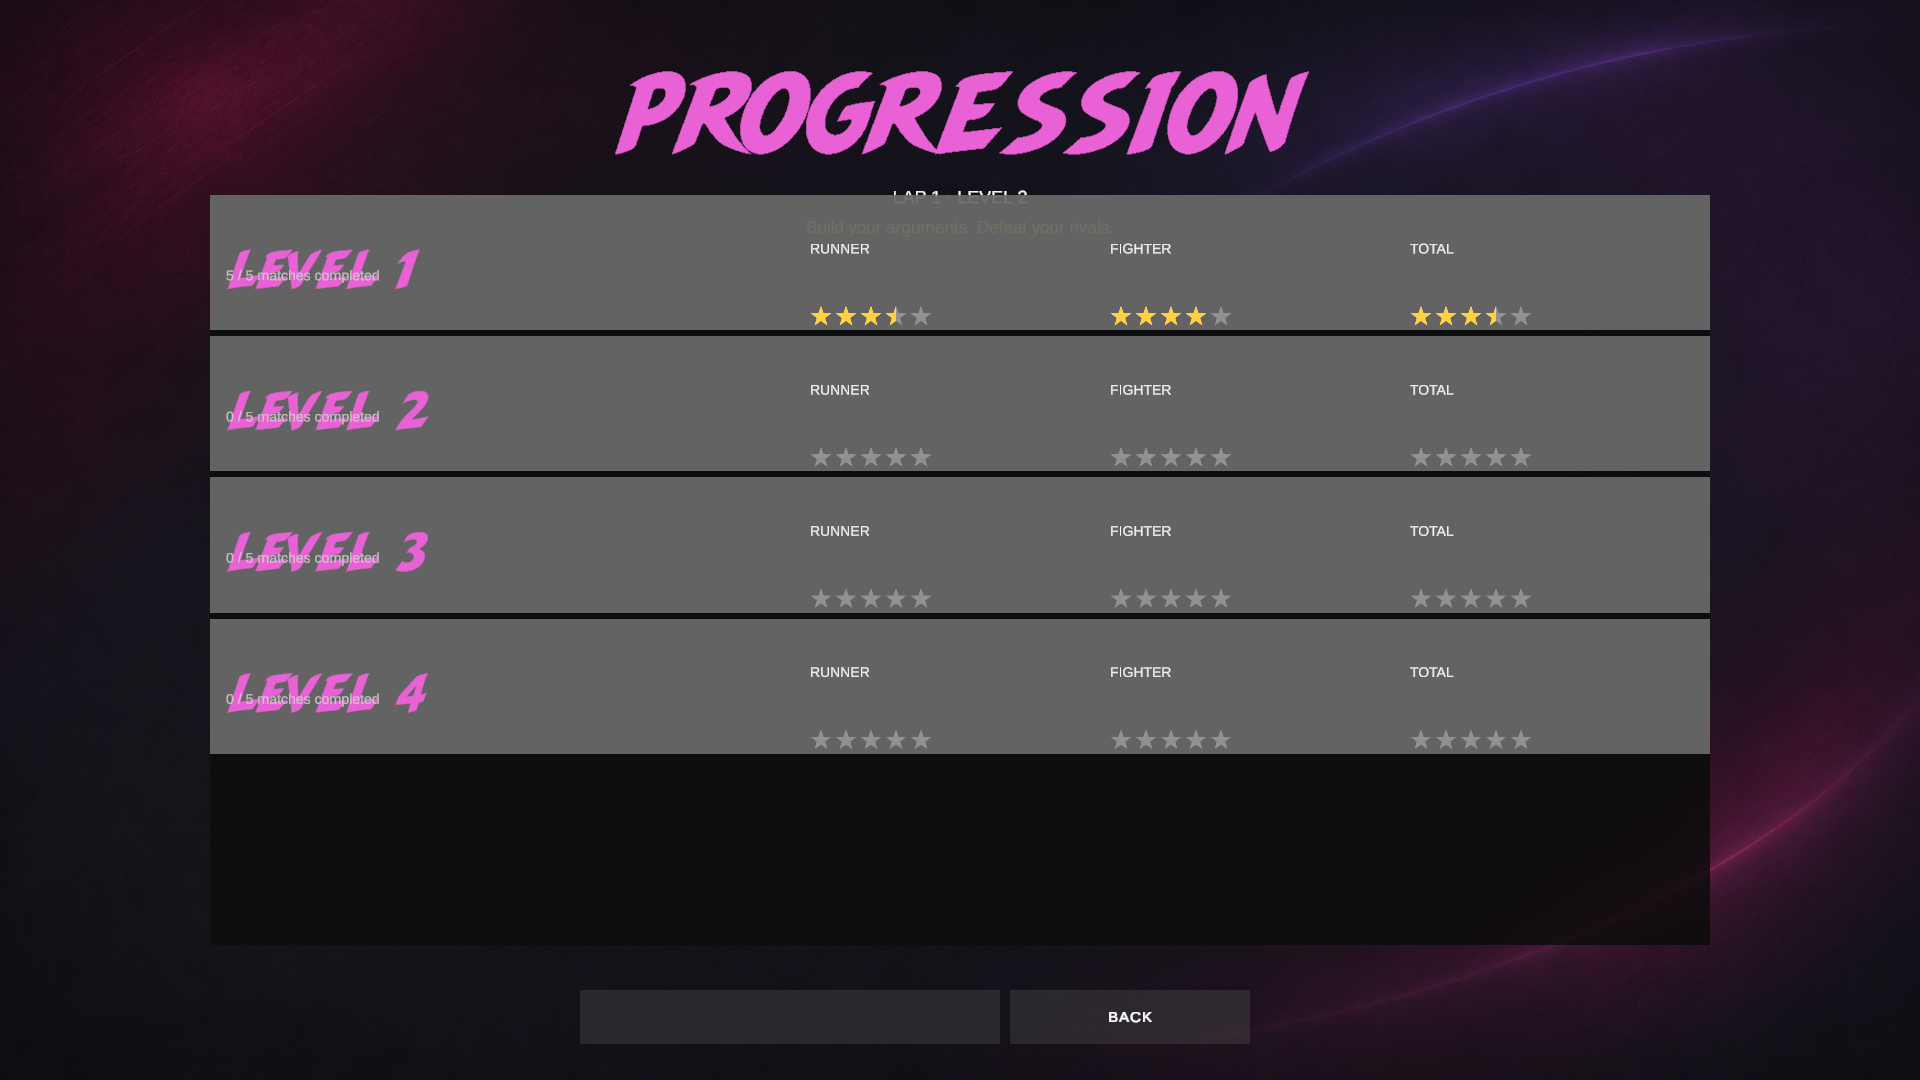 PROGRESSION
LAP 1 - LEVEL 2
Build your arguments. Defeat your rivals.
LEVEL 1
5 / 5 matches completed
RUNNER
FIGHTER
TOTAL
LEVEL 2
0 / 5 matches completed
RUNNER
FIGHTER
TOTAL
LEVEL 3
0 / 5 matches completed
RUNNER
FIGHTER
TOTAL
LEVEL 4
0 / 5 matches completed
RUNNER
FIGHTER
TOTAL
BACK